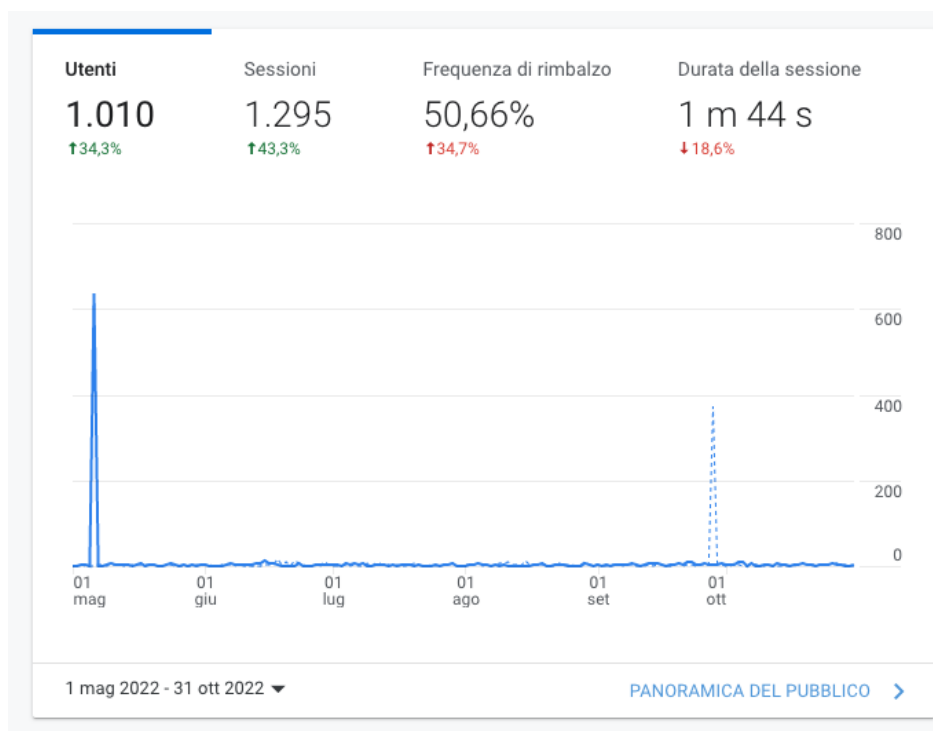 Utenti Sessioni Frequenza di rimbalzo Durata della sessione
1.010 1.295 50,66% 1 m 44 s
↑34,3% ↑43,3% ↑34,7% ↓18,6%
800
600
400
200
0
01 01 01 01 01 01
mag giu lug ago set ott
1 mag 2022 - 31 ott 2022
PANORAMICA DEL PUBBLICO